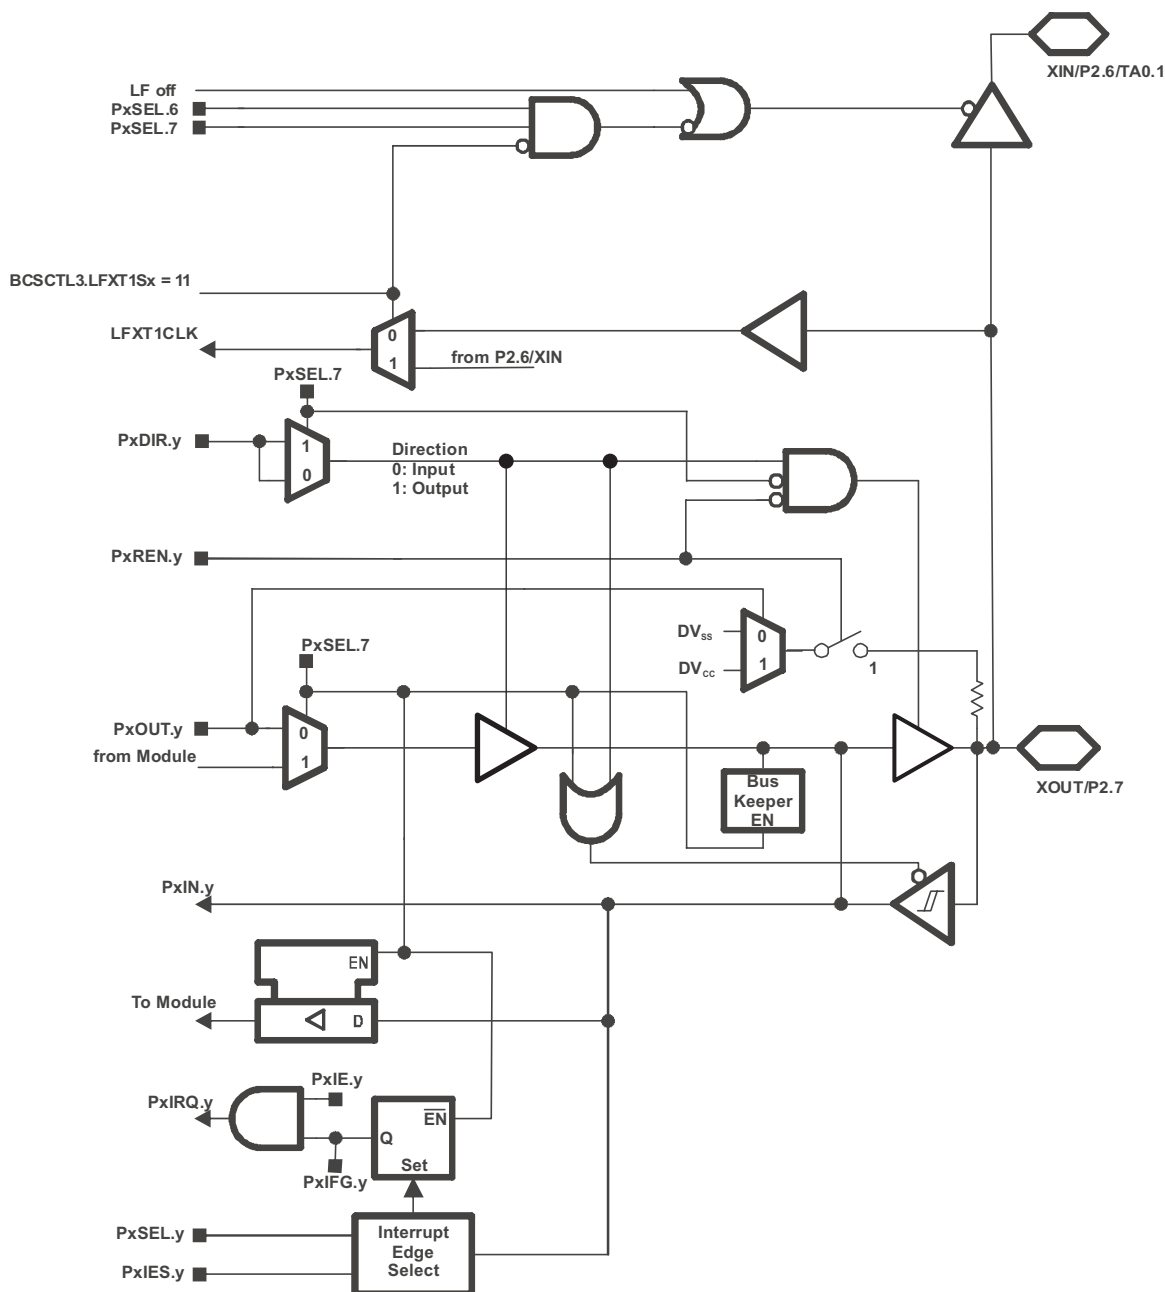 XIN/P2.6/TA0.1
LF off
PxSEL.6
PxSEL.7
BCSCTL3.LFXT1Sx = 11
LFXT1CLK
0
1
from P2.6/XIN
PxSEL.7
PxDIR.y
1
0
Direction
0: Input
1: Output
PxREN.y
DVss
DVcc
0
1
1
PxSEL.7
PxOUT.y
from Module
0
1
Bus
Keeper
EN
XOUT/P2.7
PxIN.y
EN
To Module
D
PxIE.y
PxIRQ.y
EN
Q
Set
PxIFG.y
PxSEL.y
PxIES.y
Interrupt
Edge
Select